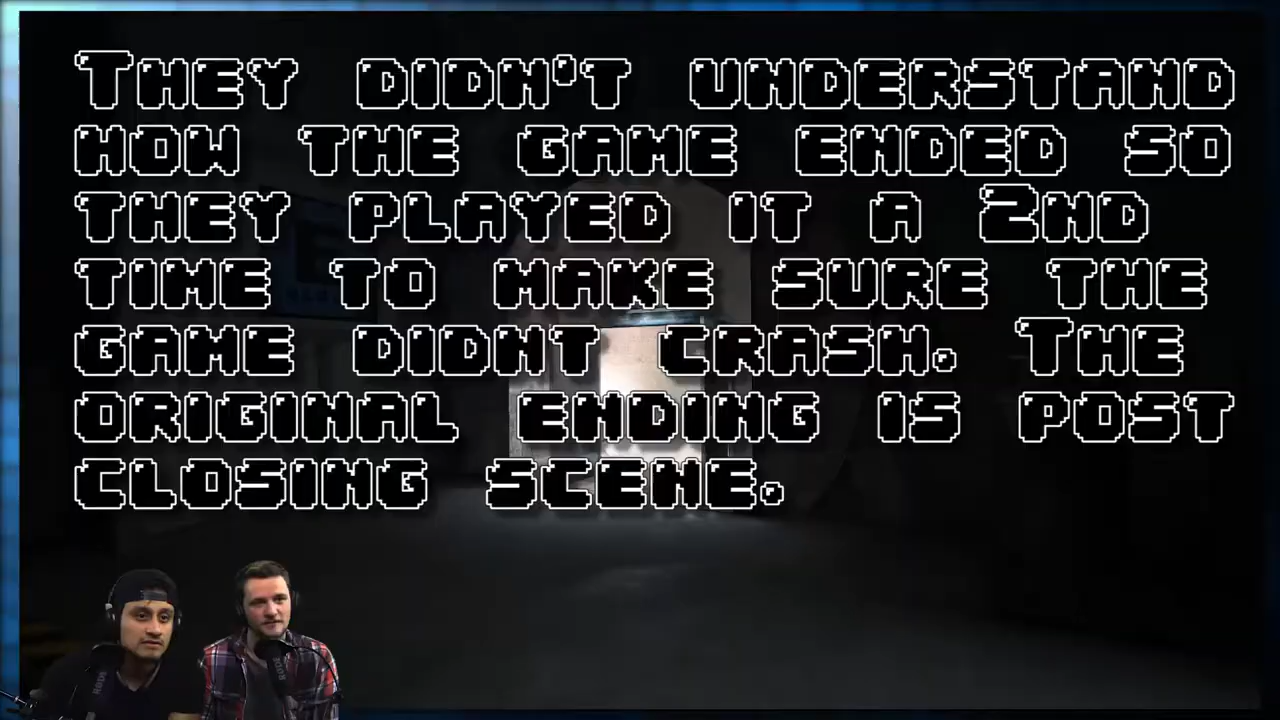 They didn't understand
how the game ended so
they played it a 2nd
time to make sure the
game didnt crash. The
original ending is post
closing scene.
RODE